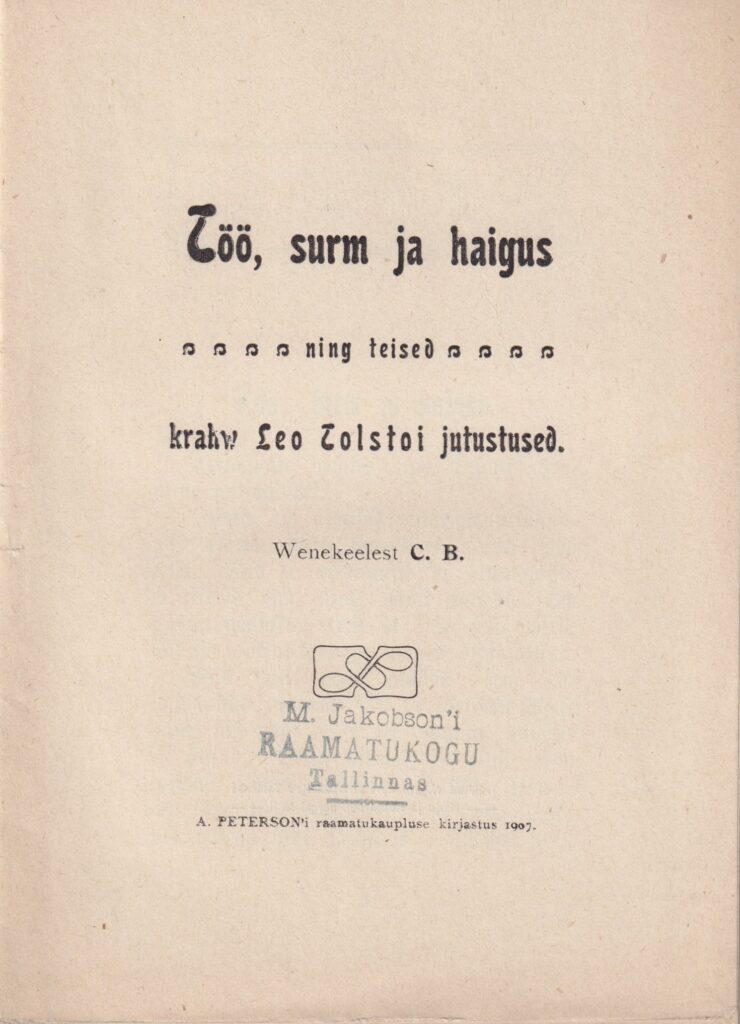 Töö, surm ja haigus
ning teised
krahw Leo Tolstoi jutustused.
Wenekeelest C. B.
M. Jakobson'i
RAAMATUKOGU
Tallinnas
A. PETERSON'i raamatukaupluse kirjastus 1907.